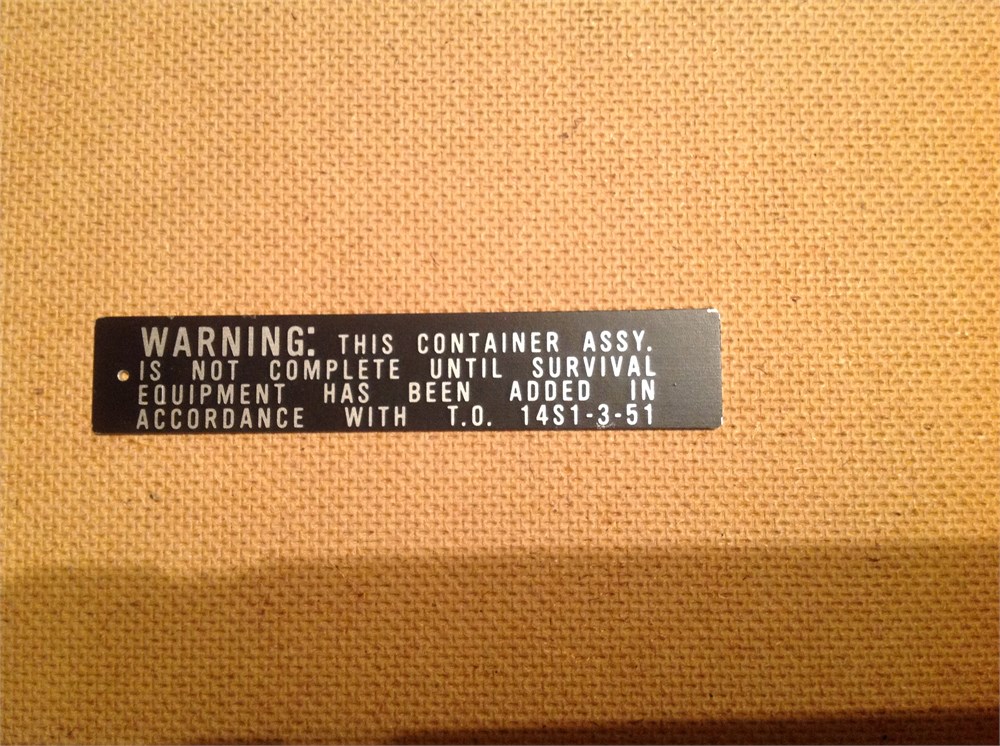 WARNING: THIS CONTAINER ASSY.
IS NOT COMPLETE UNTIL SURVIVAL
EQUIPMENT HAS BEEN ADDED IN
ACCORDANCE WITH T.O. 14S1-3-51